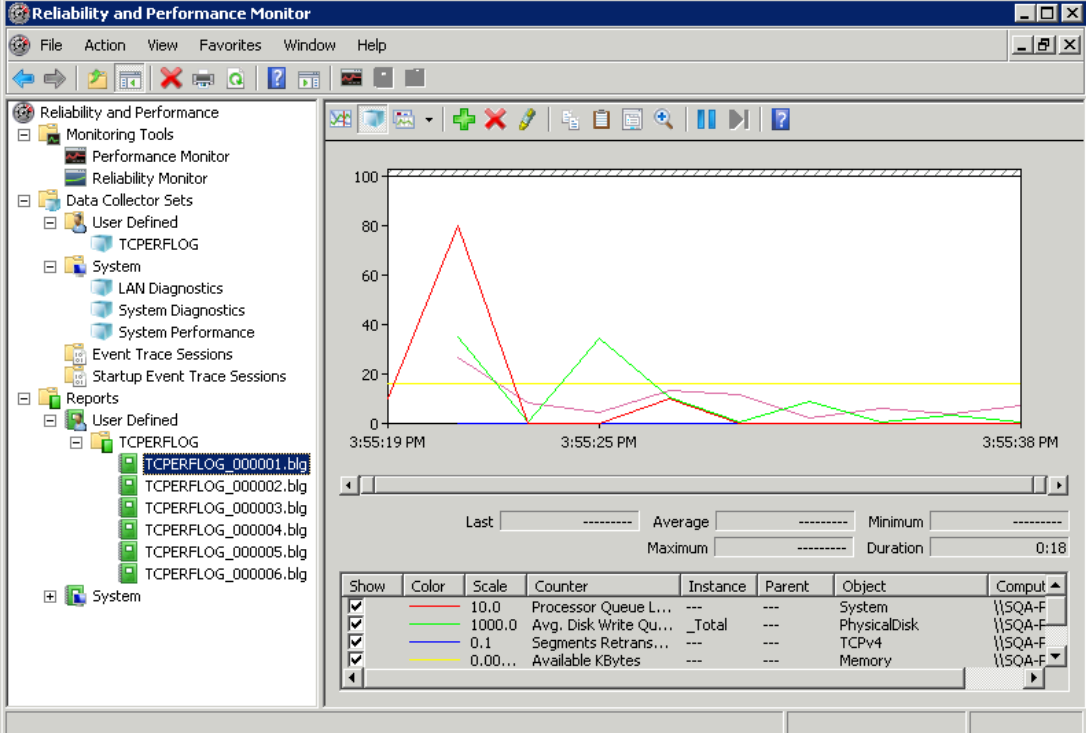 Reliability and Performance Monitor
File Action View Favorites Window Help
Reliability and Performance
Monitoring Tools
Performance Monitor
Reliability Monitor
Data Collector Sets
User Defined
TCPERFLOG
System
LAN Diagnostics
System Diagnostics
System Performance
Event Trace Sessions
Startup Event Trace Sessions
Reports
User Defined
TCPERFLOG
TCPERFLOG_000001.blg
TCPERFLOG_000002.blg
TCPERFLOG_000003.blg
TCPERFLOG_000004.blg
TCPERFLOG_000005.blg
TCPERFLOG_000006.blg
System
100
80
60
40
20
0
3:55:19 PM 3:55:25 PM 3:55:38 PM
Last --------- Average --------- Minimum ---------
Maximum --------- Duration 0:18
Show Color Scale Counter Instance Parent Object Comput
10.0 Processor Queue L... --- --- System \\SQA-F
1000.0 Avg. Disk Write Qu... _Total --- PhysicalDisk \\SQA-F
0.1 Segments Retrans... --- --- TCPv4 \\SQA-F
0.00... Available KBytes --- --- Memory \\SQA-F